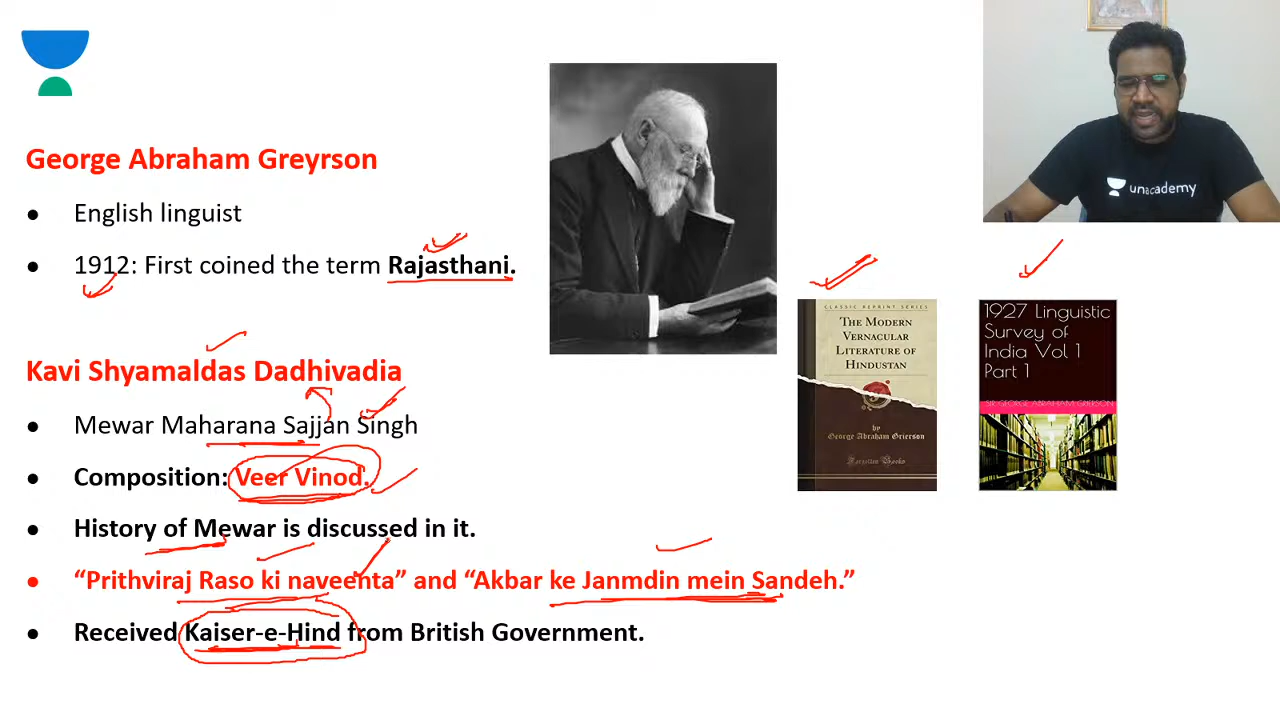 George Abraham Greyrson
● English linguist
● 1912: First coined the term Rajasthani.
Kavi Shyamaldas Dadhivadia
● Mewar Maharana Sajjan Singh
● Composition: Veer Vinod.
● History of Mewar is discussed in it.
● “Prithviraj Raso ki naveenta” and “Akbar ke Janmdin mein Sandeh.”
● Received Kaiser-e-Hind from British Government.
unacademy
CLASSIC REPRINT SERIES
THE MODERN
VERNACULAR
LITERATURE OF
HINDUSTAN
by
George Abraham Grierson
Forgotten Books
1927 Linguistic
Survey of
India Vol 1
Part 1
SIR GEORGE ABRAHAM GRIERSON